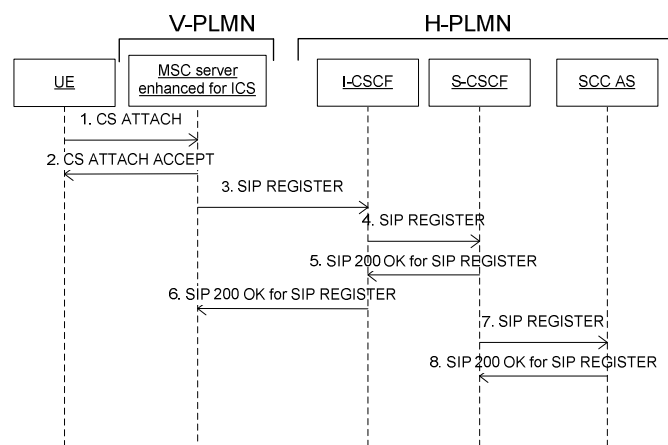 V-PLMN
H-PLMN
UE
MSC server
enhanced for ICS
I-CSCF
S-CSCF
SCC AS
1. CS ATTACH
2. CS ATTACH ACCEPT
3. SIP REGISTER
4. SIP REGISTER
5. SIP 200 OK for SIP REGISTER
6. SIP 200 OK for SIP REGISTER
7. SIP REGISTER
8. SIP 200 OK for SIP REGISTER